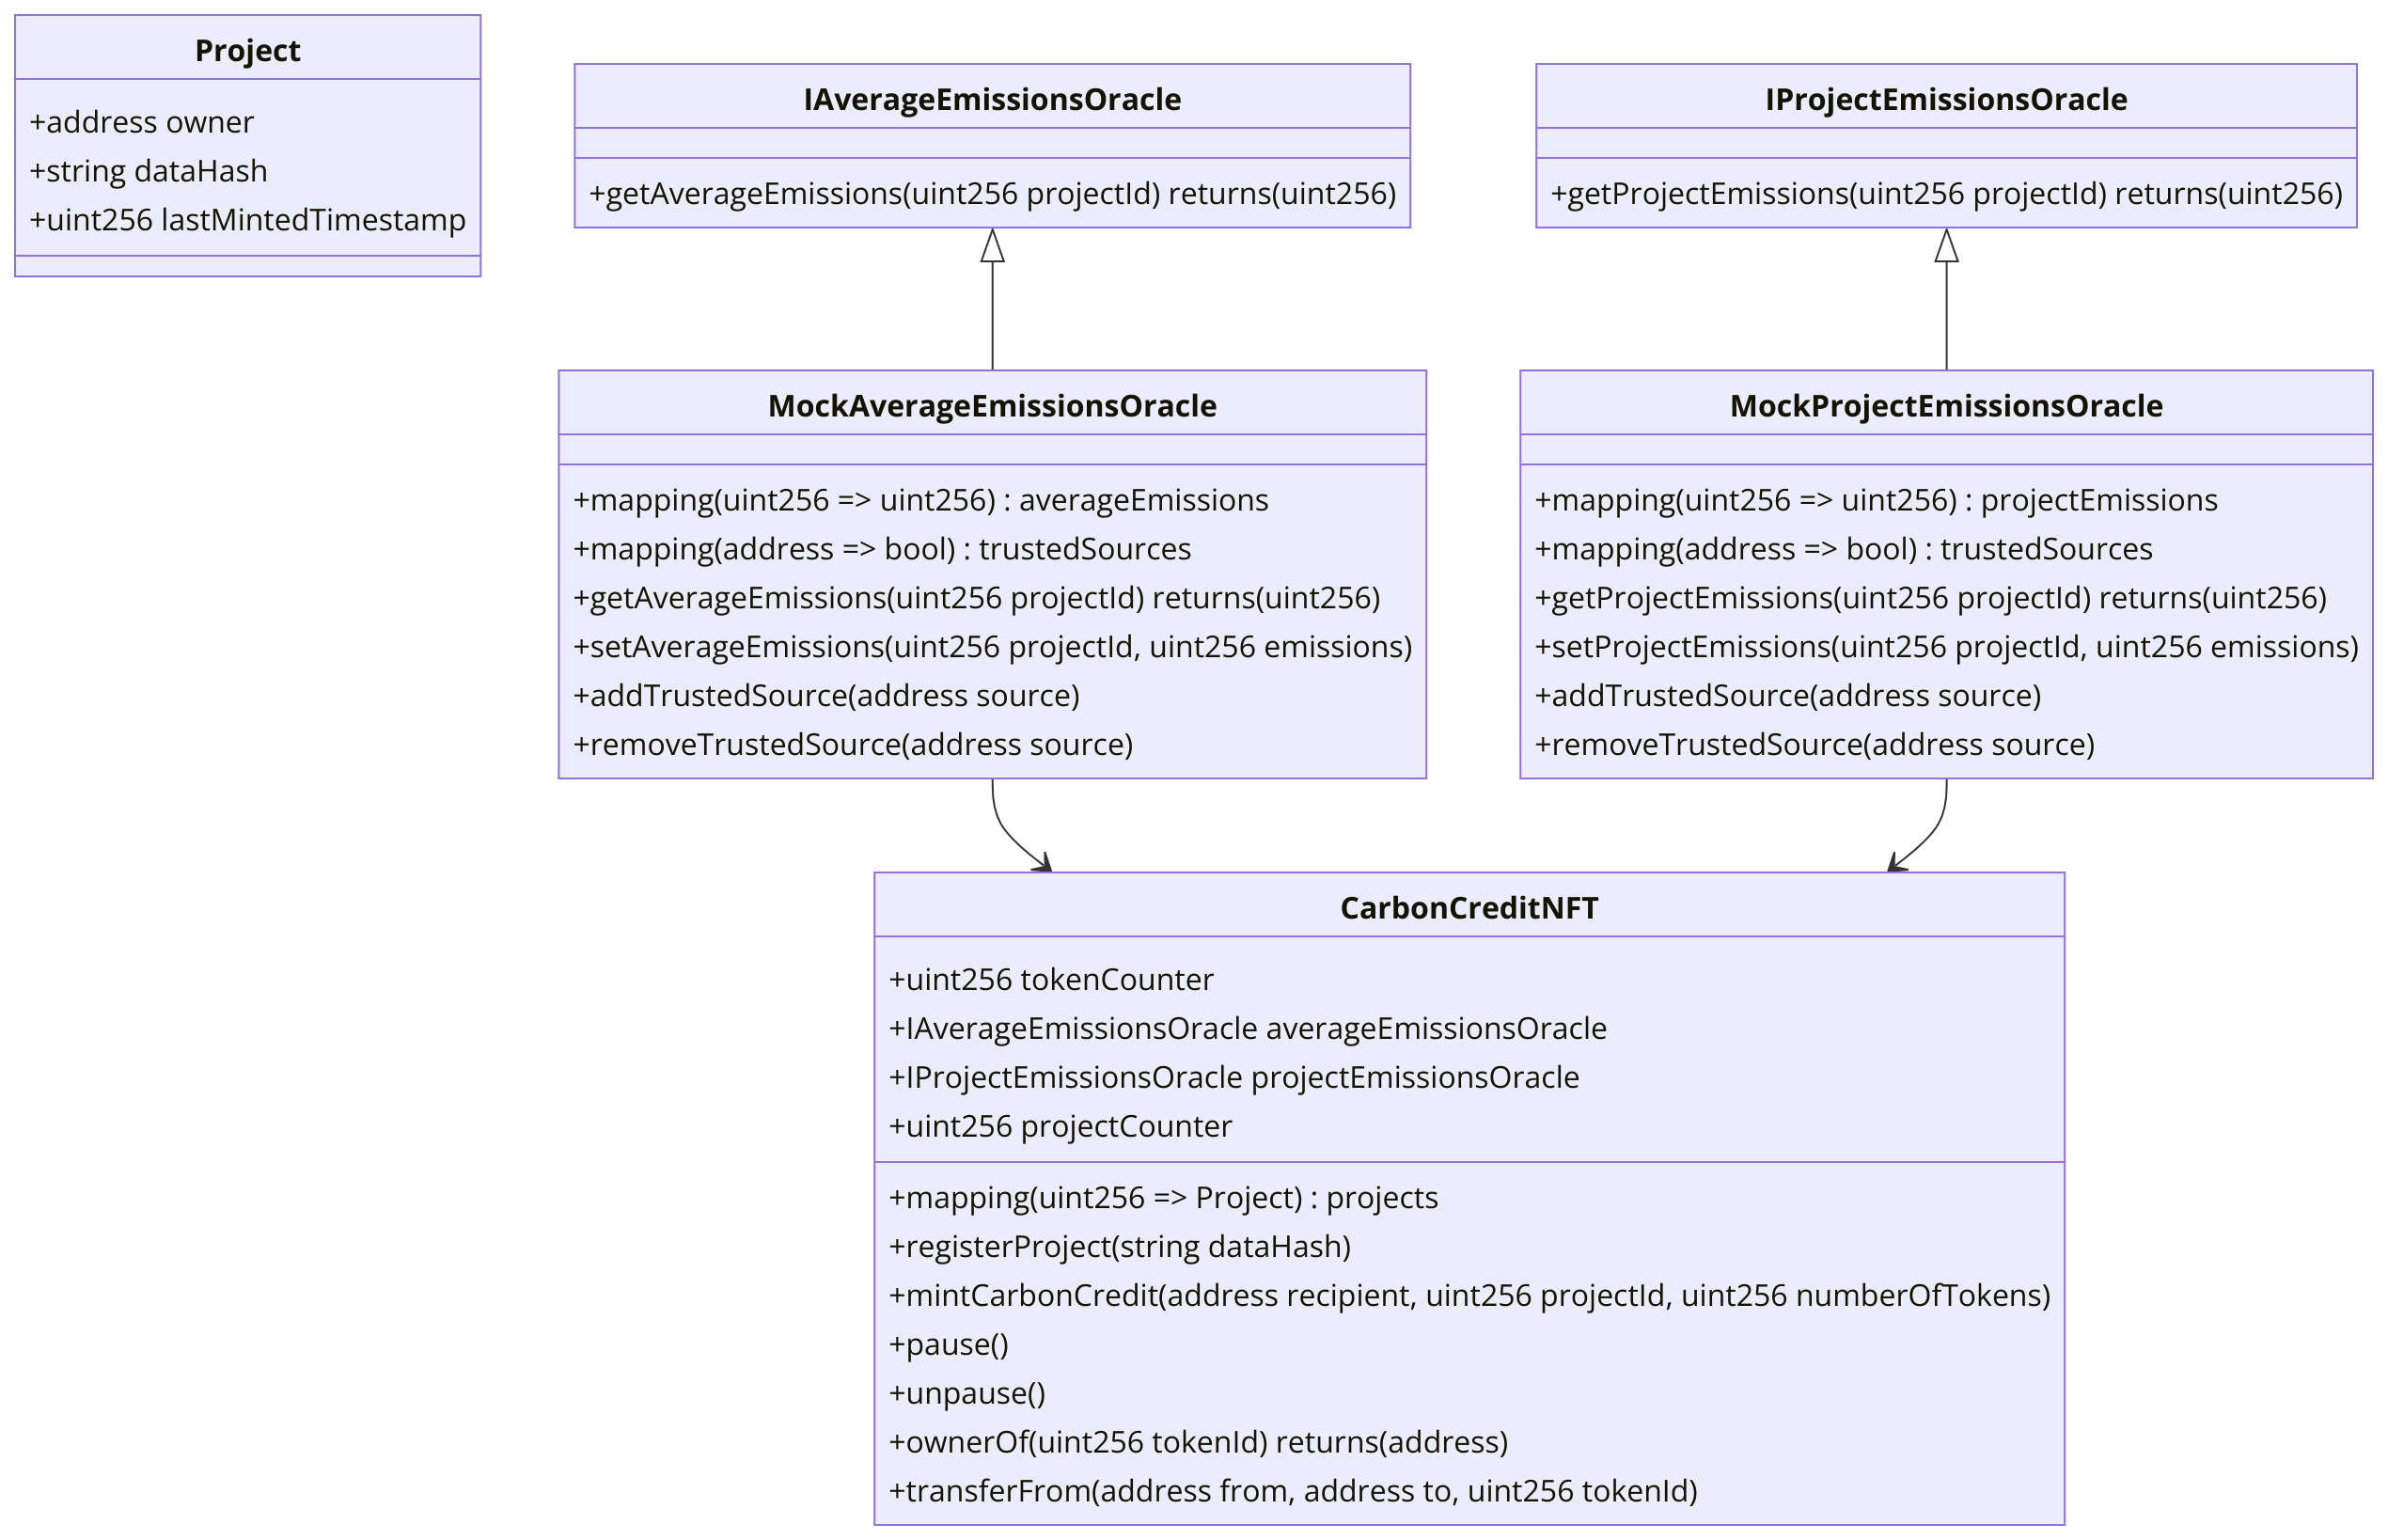 Project
+address owner
+string dataHash
+uint256 lastMintedTimestamp
IAverageEmissionsOracle
+getAverageEmissions(uint256 projectId) returns(uint256)
IProjectEmissionsOracle
+getProjectEmissions(uint256 projectId) returns(uint256)
MockAverageEmissionsOracle
+mapping(uint256 => uint256) : averageEmissions
+mapping(address => bool) : trustedSources
+getAverageEmissions(uint256 projectId) returns(uint256)
+setAverageEmissions(uint256 projectId, uint256 emissions)
+addTrustedSource(address source)
+removeTrustedSource(address source)
MockProjectEmissionsOracle
+mapping(uint256 => uint256) : projectEmissions
+mapping(address => bool) : trustedSources
+getProjectEmissions(uint256 projectId) returns(uint256)
+setProjectEmissions(uint256 projectId, uint256 emissions)
+addTrustedSource(address source)
+removeTrustedSource(address source)
CarbonCreditNFT
+uint256 tokenCounter
+IAverageEmissionsOracle averageEmissionsOracle
+IProjectEmissionsOracle projectEmissionsOracle
+uint256 projectCounter
+mapping(uint256 => Project) : projects
+registerProject(string dataHash)
+mintCarbonCredit(address recipient, uint256 projectId, uint256 numberOfTokens)
+pause()
+unpause()
+ownerOf(uint256 tokenId) returns(address)
+transferFrom(address from, address to, uint256 tokenId)